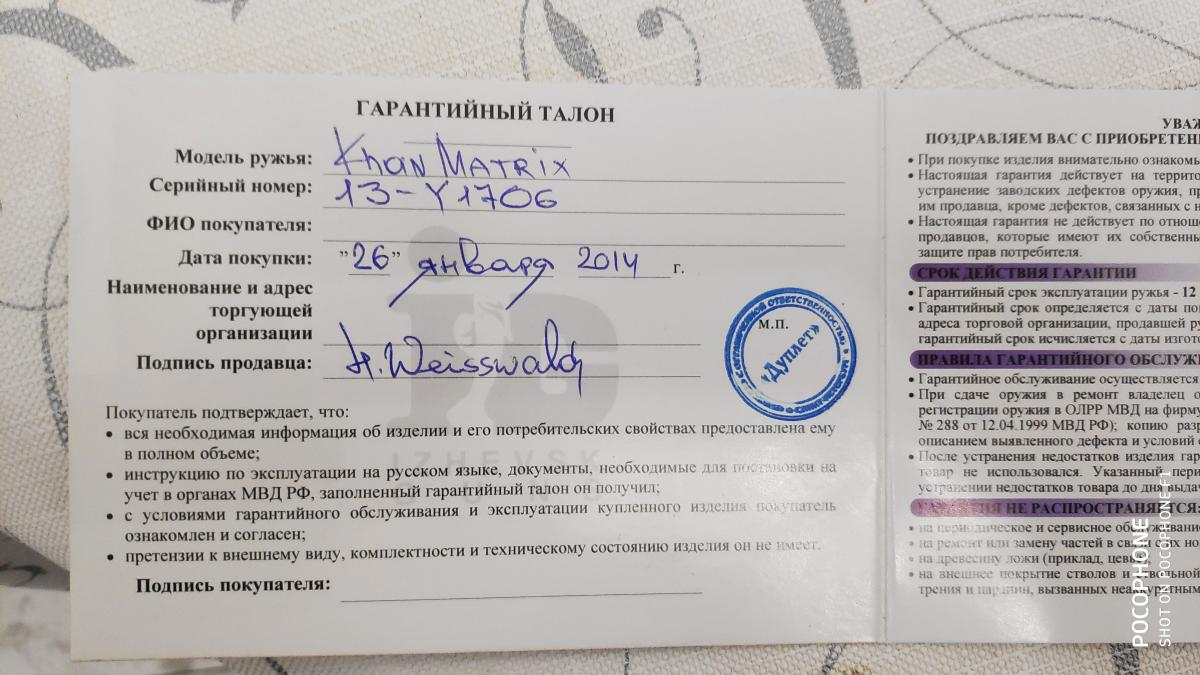 ГАРАНТИЙНЫЙ ТАЛОН
Модель ружья: Khan MATRIX
Серийный номер: 13-Y1706
ФИО покупателя:
Дата покупки: "26" января 2014 г.
Наименование и адрес
торгующей
организации
М.П.
"Дуплет"
Подпись продавца: H. Weisswald
Покупатель подтверждает, что:
• вся необходимая информация об изделии и его потребительских свойствах предоставлена ему
в полном объеме;
• инструкцию по эксплуатации на русском языке, документы, необходимые для постановки на
учет в органах МВД РФ, заполненный гарантийный талон он получил;
• с условиями гарантийного обслуживания и эксплуатации купленного изделия покупатель
ознакомлен и согласен;
• претензии к внешнему виду, комплектности и техническому состоянию изделия он не имеет.
Подпись покупателя:
IZHEVSK
GUNS
УВАЖ
ПОЗДРАВЛЯЕМ ВАС С ПРИОБРЕТЕН
• При покупке изделия внимательно ознакомь
• Настоящая гарантия действует на террито
устранение заводских дефектов оружия, пр
им продавца, кроме дефектов, связанных с н
• Настоящая гарантия не действует по отноше
продавцов, которые имеют их собственны
защите прав потребителя.
СРОК ДЕЙСТВИЯ ГАРАНТИИ
• Гарантийный срок эксплуатации ружья - 12
• Гарантийный срок определяется с даты по
адреса торговой организации, продавшей ру
гарантийный срок исчисляется с даты изгото
ПРАВИЛА ГАРАНТИЙНОГО ОБСЛУЖ
• Гарантийное обслуживание осуществляется
• При сдаче оружия в ремонт владелец о
регистрации оружия в ОЛРР МВД на фирму
№ 288 от 12.04.1999 МВД РФ); копию разр
описанием выявленного дефекта и условий
• После устранения недостатков изделия гар
товар не использовался. Указанный пери
устранении недостатков товара до дня выдач
НЕ РАСПРОСТРАНЯЕТСЯ:
• на периодическое и сервисное обслуживание
• на ремонт или замену частей в связи с их но
• на древесину ложи (приклад, цевь
• на внешнее покрытие стволов и ствольной
трения и царапин, вызванных неаккуратным
POCOPHONE
SHOT ON POCOPHONE F1